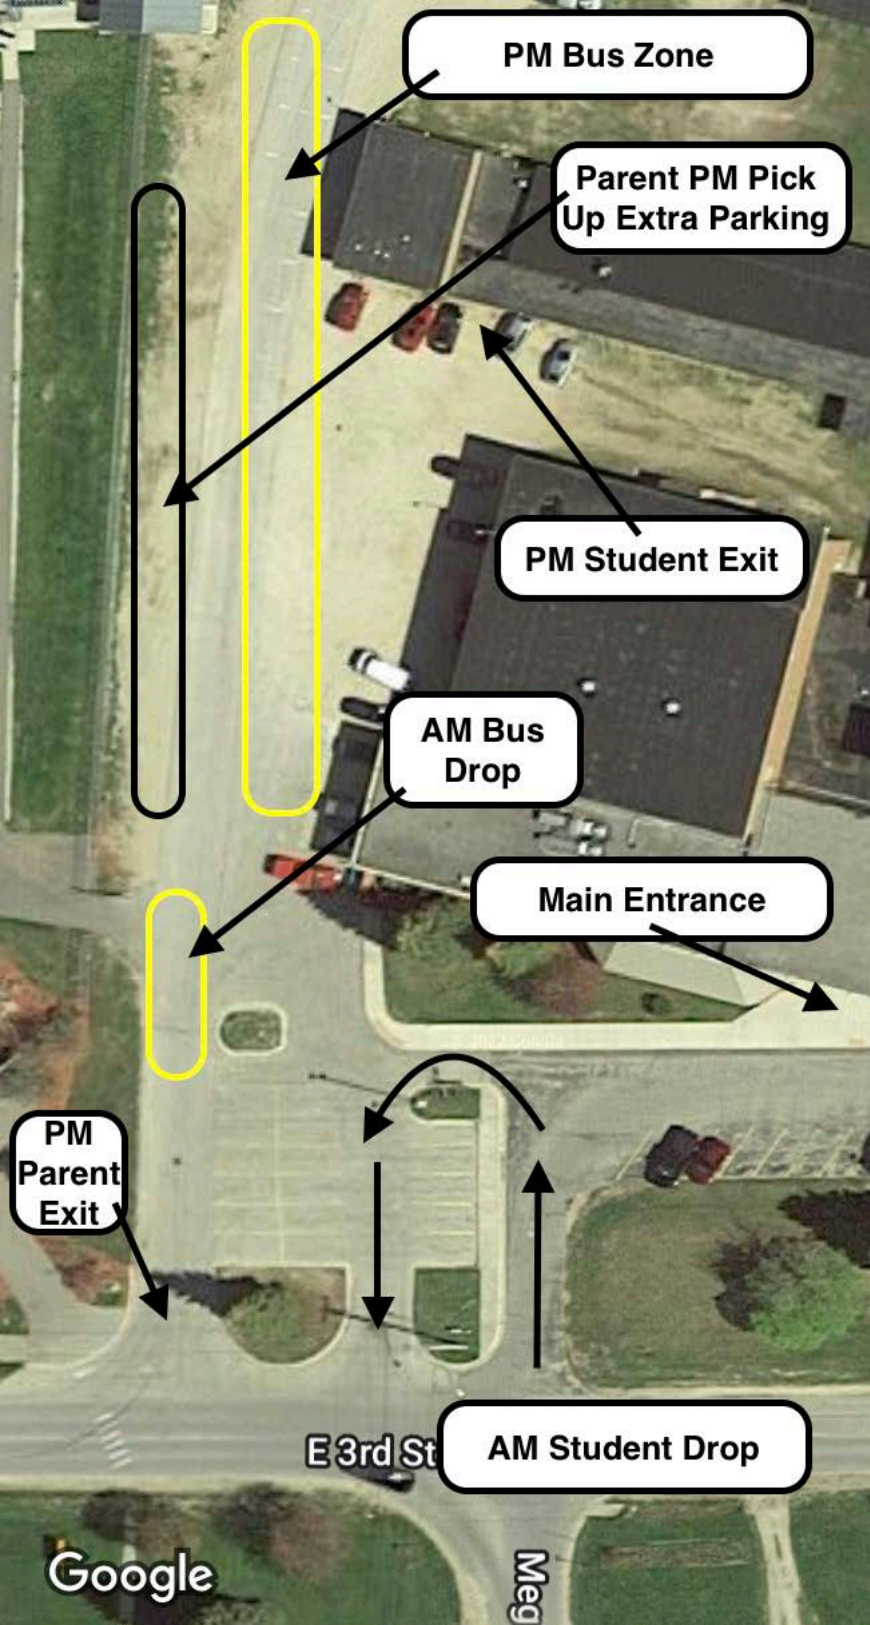 PM Bus Zone
Parent PM Pick
Up Extra Parking
PM Student Exit
AM Bus
Drop
Main Entrance
PM
Parent
Exit
E 3rd St
AM Student Drop
Google
Meg